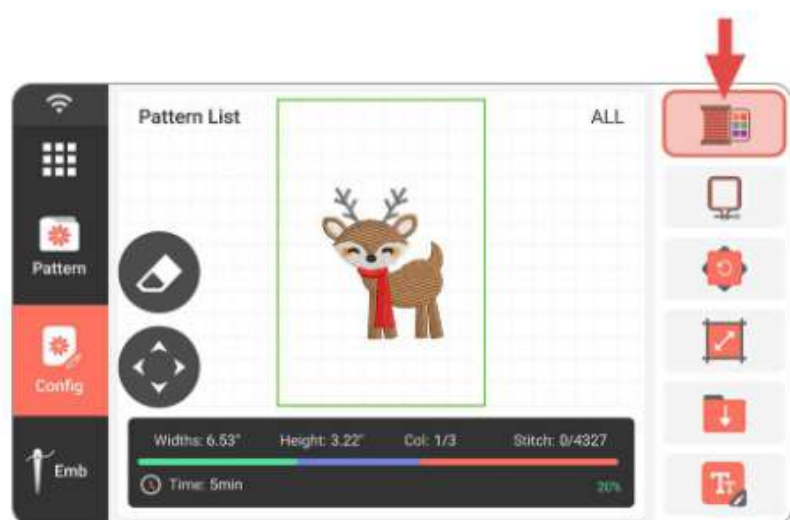 Pattern List
ALL
Pattern
Config
Widths: 6.53" Height: 3.22" Col: 1/3 Stitch: 0/4327
Emb
Time: 5min
20%
TT